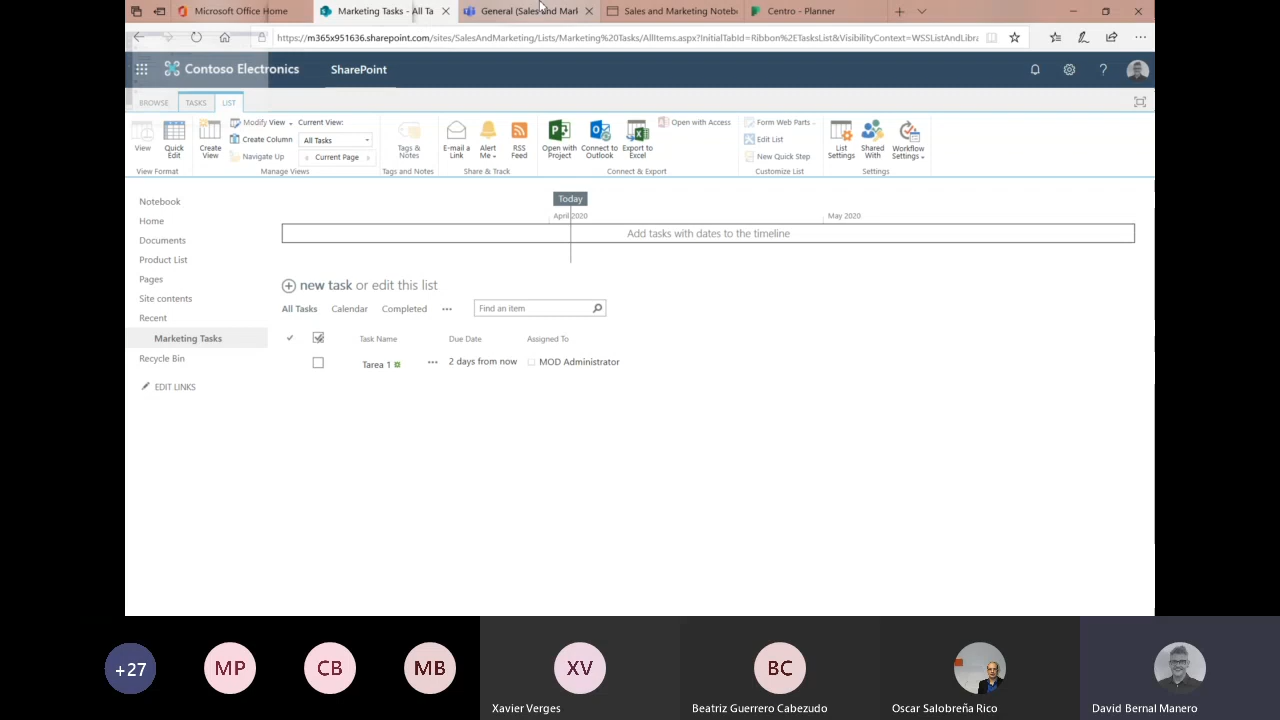 Microsoft Office Home
Marketing Tasks - All Ta
General (Sales and Mark
Sales and Marketing Noteb
Centro - Planner
https://m365x951636.sharepoint.com/sites/SalesAndMarketing/Lists/Marketing%20Tasks/AllItems.aspx?InitialTabId=Ribbon%2ETasksList&VisibilityContext=WSSListAndLibra
Contoso Electronics
SharePoint
BROWSE
TASKS
LIST
View
Quick Edit
View Format
Create View
Modify View
Create Column
Navigate Up
Current View:
All Tasks
Current Page
Manage Views
Tags & Notes
Tags and Notes
E-mail a Link
Alert Me
RSS Feed
Share & Track
Open with Project
Connect to Outlook
Export to Excel
Open with Access
Connect & Export
Form Web Parts
Edit List
New Quick Step
Customize List
List Settings
Shared With
Workflow Settings
Settings
Notebook
Home
Documents
Product List
Pages
Site contents
Recent
Marketing Tasks
Recycle Bin
EDIT LINKS
Today
April 2020
May 2020
Add tasks with dates to the timeline
new task or edit this list
All Tasks
Calendar
Completed
Find an item
Task Name
Due Date
Assigned To
Tarea 1
2 days from now
MOD Administrator
+27
MP
CB
MB
XV
BC
Xavier Verges
Beatriz Guerrero Cabezudo
Oscar Salobreña Rico
David Bernal Manero